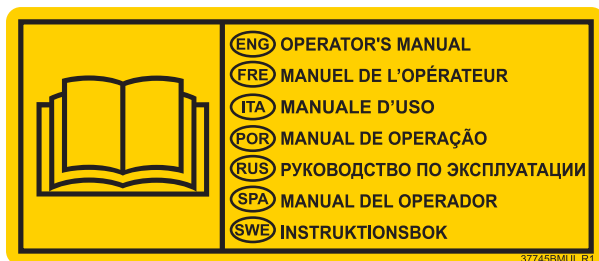 ENG OPERATOR'S MANUAL
FRE MANUEL DE L'OPÉRATEUR
ITA MANUALE D'USO
POR MANUAL DE OPERAÇÃO
RUS РУКОВОДСТВО ПО ЭКСПЛУАТАЦИИ
SPA MANUAL DEL OPERADOR
SWE INSTRUKTIONSBOK
37745BMUL R1